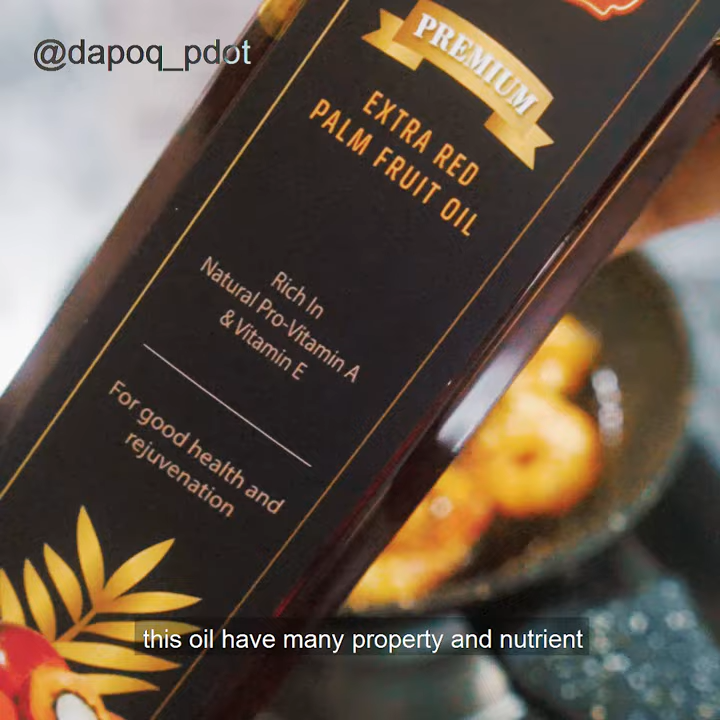 @dapoq_pdot
PREMIUM
EXTRA RED
PALM FRUIT OIL
Rich In
Natural Pro-Vitamin A
& Vitamin E
For good health and
rejuvenation
this oil have many property and nutrient